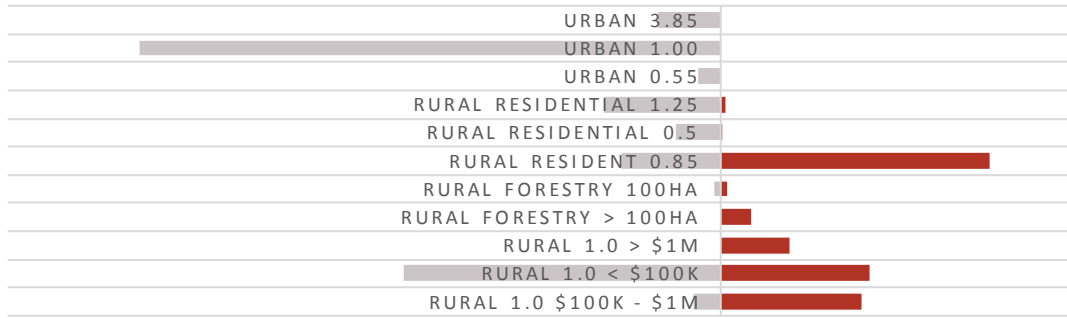 URBAN 3.85
URBAN 1.00
URBAN 0.55
RURAL RESIDENTIAL 1.25
RURAL RESIDENTIAL 0.5
RURAL RESIDENT 0.85
RURAL FORESTRY 100HA
RURAL FORESTRY > 100HA
RURAL 1.0 > $1M
RURAL 1.0 < $100K
RURAL 1.0 $100K - $1M